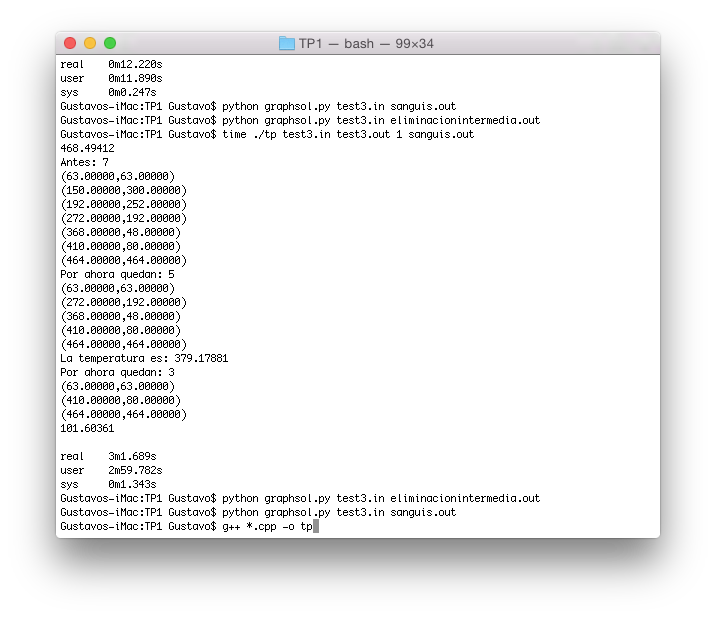 TP1 — bash — 99×34
real    0m12.220s
user    0m11.890s
sys     0m0.247s
Gustavos-iMac:TP1 Gustavo$ python graphsol.py test3.in sanguis.out
Gustavos-iMac:TP1 Gustavo$ python graphsol.py test3.in eliminacionintermedia.out
Gustavos-iMac:TP1 Gustavo$ time ./tp test3.in test3.out 1 sanguis.out
468.49412
Antes: 7
(63.00000,63.00000)
(150.00000,300.00000)
(192.00000,252.00000)
(272.00000,192.00000)
(368.00000,48.00000)
(410.00000,80.00000)
(464.00000,464.00000)
Por ahora quedan: 5
(63.00000,63.00000)
(272.00000,192.00000)
(368.00000,48.00000)
(410.00000,80.00000)
(464.00000,464.00000)
La temperatura es: 379.17881
Por ahora quedan: 3
(63.00000,63.00000)
(410.00000,80.00000)
(464.00000,464.00000)
101.60361
real    3m1.689s
user    2m59.782s
sys     0m1.343s
Gustavos-iMac:TP1 Gustavo$ python graphsol.py test3.in eliminacionintermedia.out
Gustavos-iMac:TP1 Gustavo$ python graphsol.py test3.in sanguis.out
Gustavos-iMac:TP1 Gustavo$ g++ *.cpp -o tp